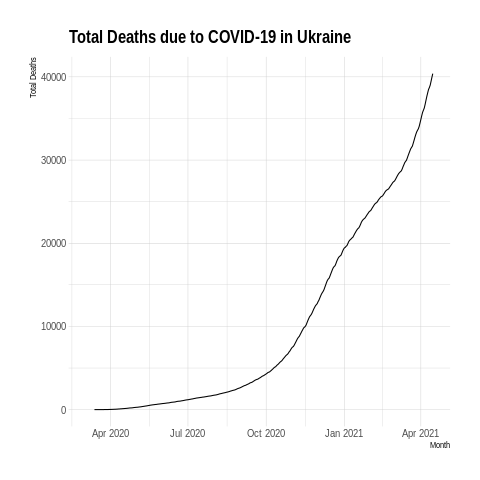 Total Deaths due to COVID-19 in Ukraine
Total Deaths
40000
30000
20000
10000
0
Apr 2020 Jul 2020 Oct 2020 Jan 2021 Apr 2021
Month